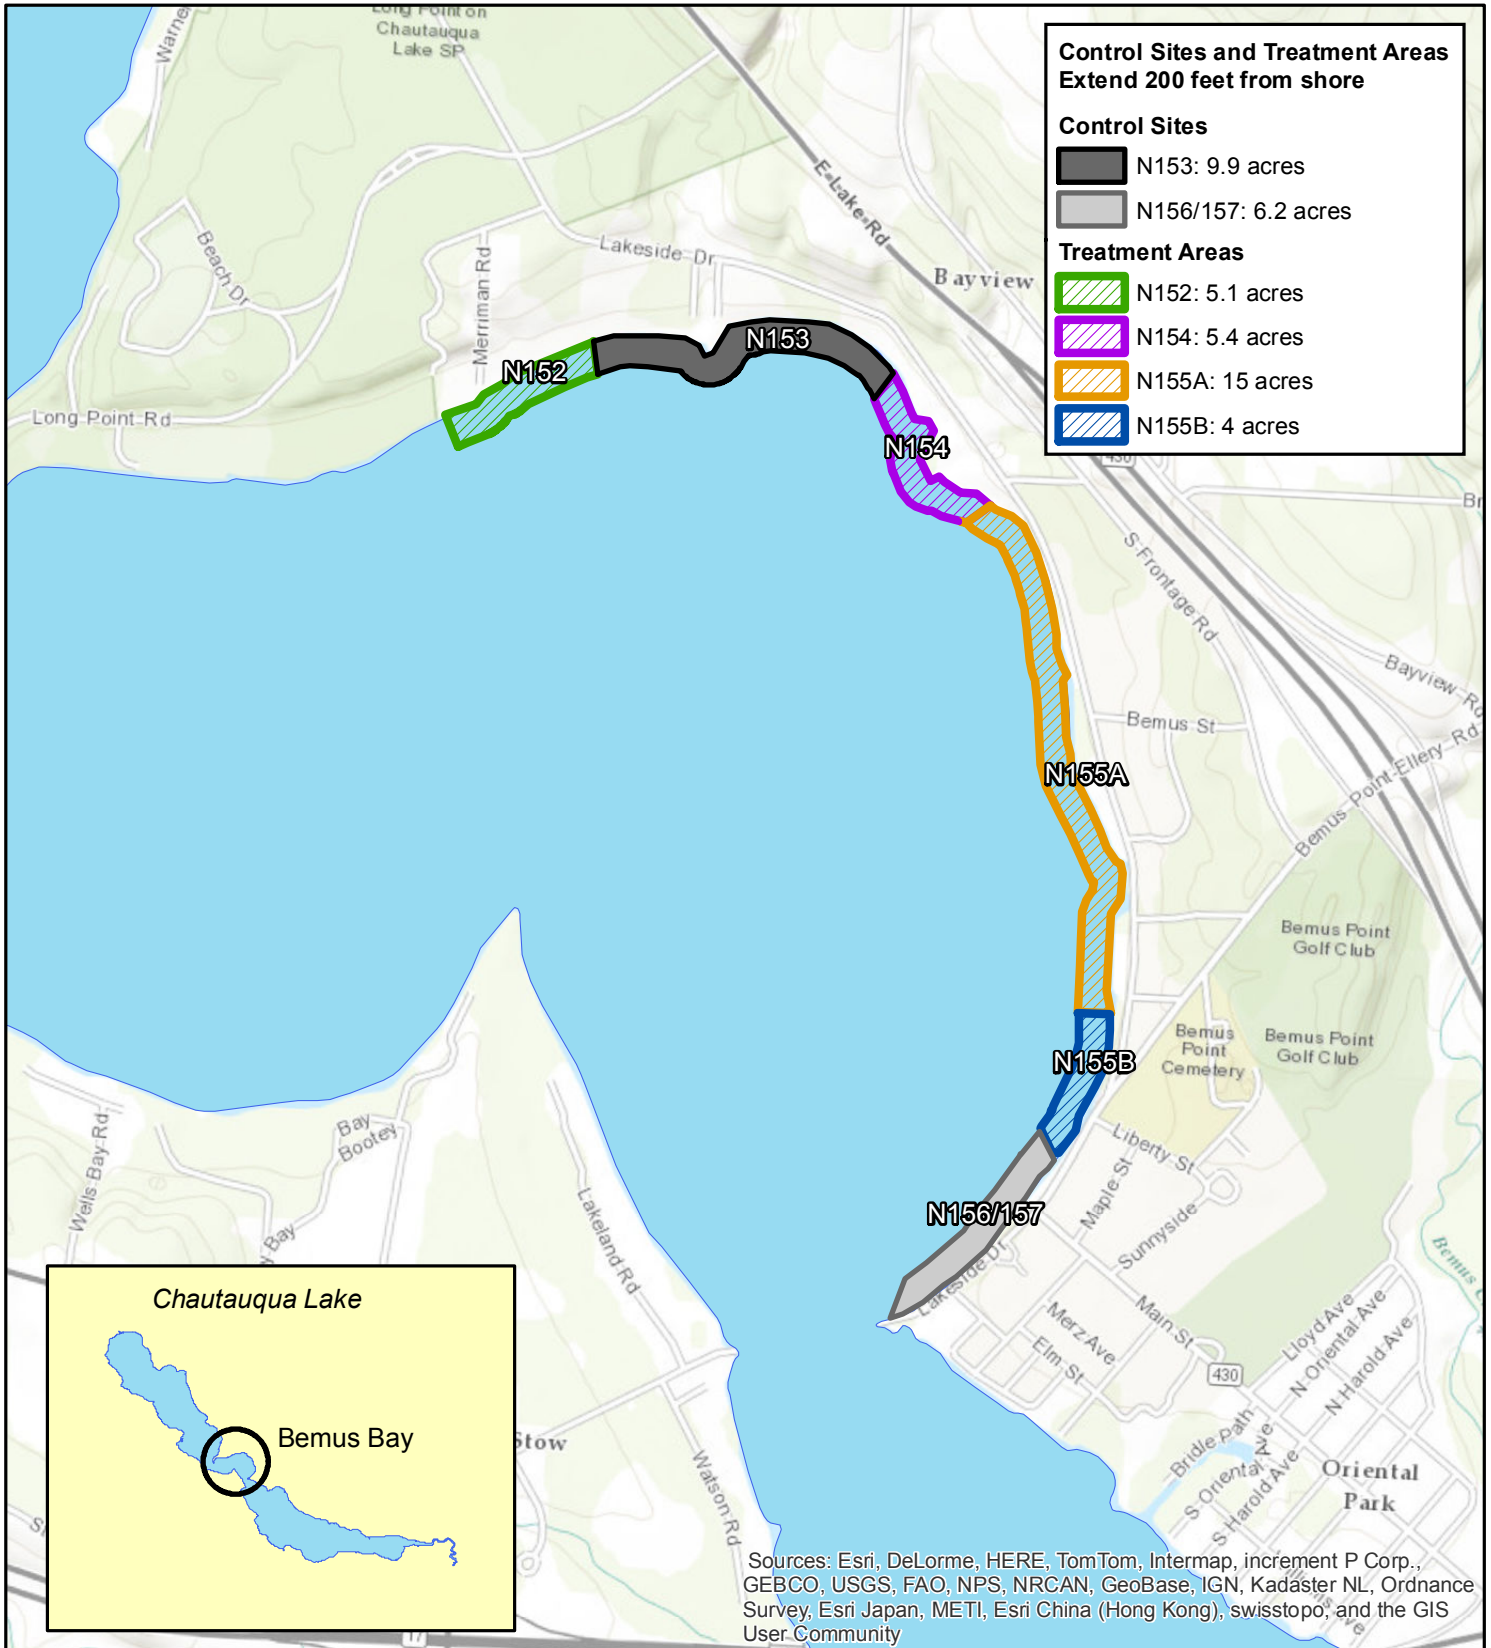 Long Point on
Chautauqua
Lake SP
Control Sites and Treatment Areas
Extend 200 feet from shore
Control Sites
N153: 9.9 acres
N156/157: 6.2 acres
Treatment Areas
N152: 5.1 acres
N154: 5.4 acres
N155A: 15 acres
N155B: 4 acres
E Lake Rd
Beach Dr
Merriman Rd
Lakeside Dr
Bayview
N153
N152
Long Point Rd
N154
430
S Frontage Rd
Bayview Rd
Bemus St
N155A
Bemus Point-Ellery Rd
Bemus Point
Golf Club
Bemus
Point
Cemetery
Bemus Point
Golf Club
N155B
Bay
Bootey
Wells Bay Rd
Liberty St
Maple St
Sunnyside
Lakeland Rd
N156/157
Lakeside Dr
Bay
Merz Ave
Main St
Elm St
430
Lloyd Ave
N Oriental Ave
N Harold Ave
Bemus
Chautauqua Lake
Bemus Bay
Stow
Watson Rd
Bridle Path
S Oriental Ave
S Harold Ave
Oriental
Park
17
Sources: Esri, DeLorme, HERE, TomTom, Intermap, increment P Corp.,
GEBCO, USGS, FAO, NPS, NRCAN, GeoBase, IGN, Kadaster NL, Ordnance
Survey, Esri Japan, METI, Esri China (Hong Kong), swisstopo, and the GIS
User Community